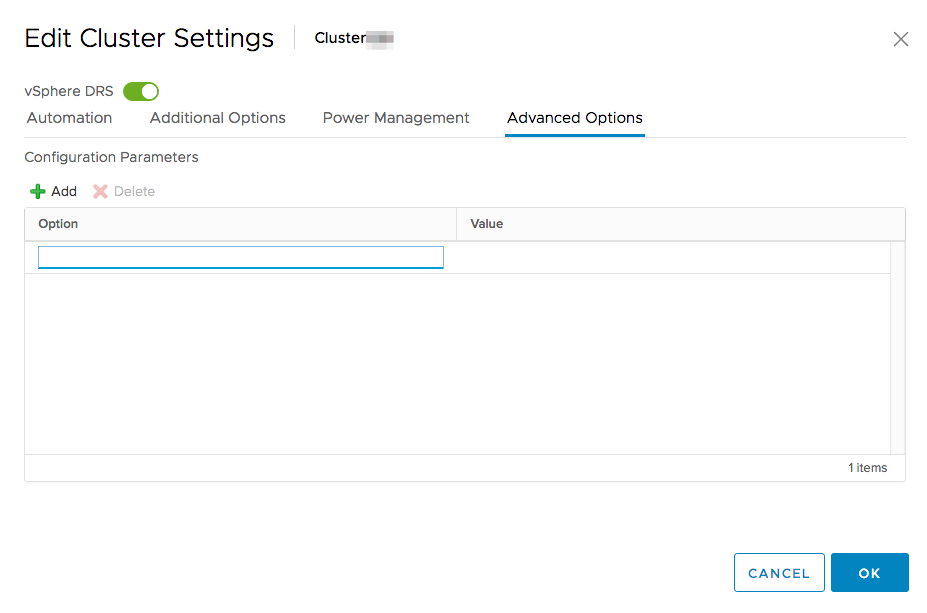 Edit Cluster Settings Cluster
vSphere DRS
Automation Additional Options Power Management Advanced Options
Configuration Parameters
Add Delete
Option Value
1 items
CANCEL OK